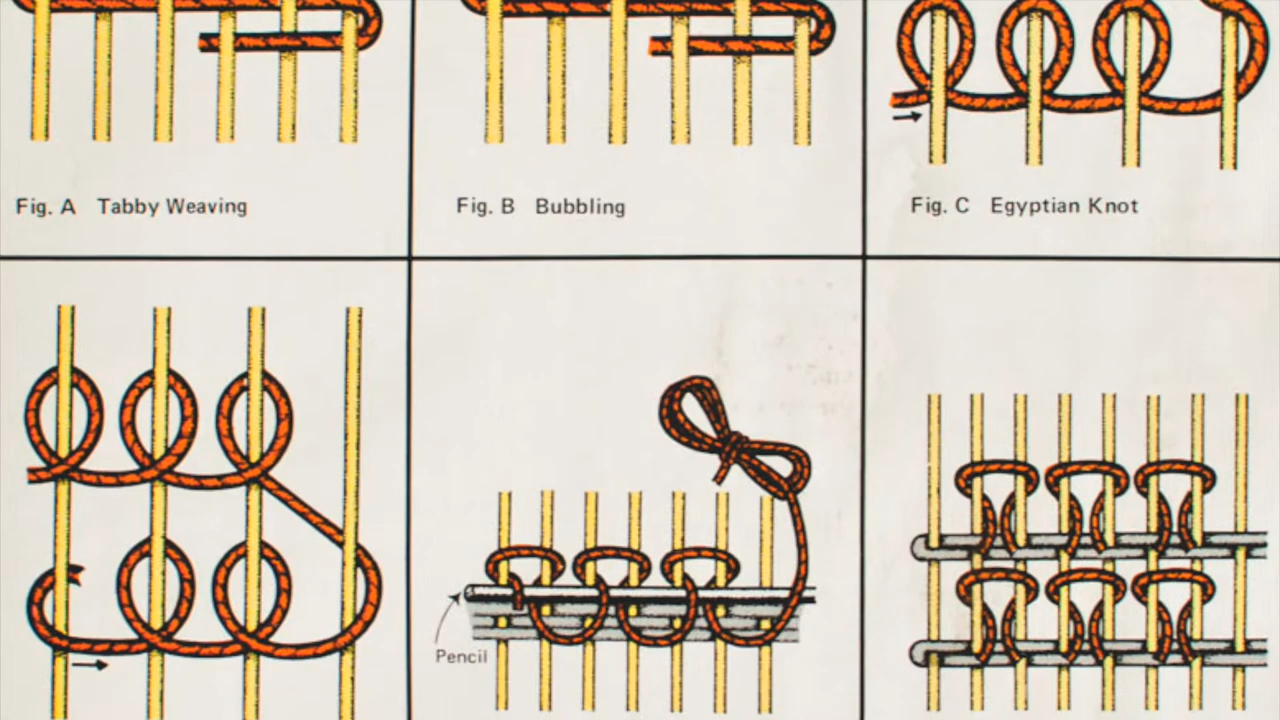 Fig. A Tabby Weaving
Fig. B Bubbling
Fig. C Egyptian Knot
Pencil